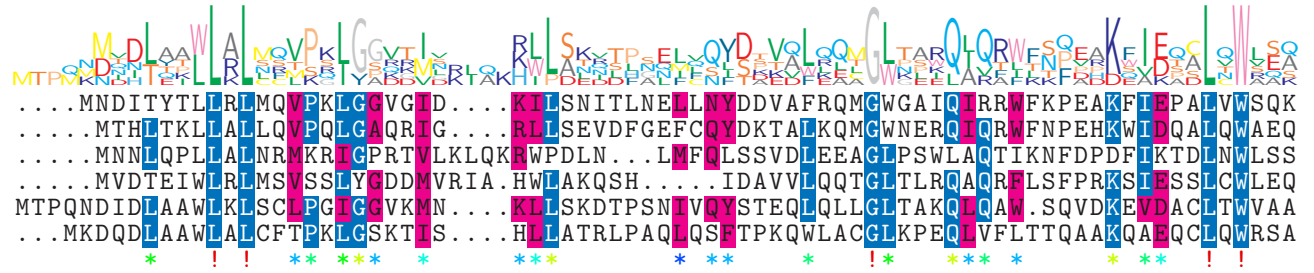 ....MNDITYTLLRLMQVPKLGGVGID....KILSNITLNELLNYDDVAFRQMGWGAIQIRRWFKPEAKFIEPALVWSQK
.....MTHLTKLLALLQVPQLGAQRIG....RLLSEVDFGEFCQYDKTALKQMGWNERQIQRWFNPEHKWIDQALQWAEQ
.....MNNLQPLLALNRMKRIGPRTVLKLQKRWPDLN...LMFQLSSVDLEEAGLPSWLAQTIKNFDPDFIKTDLNWLSS
.....MVDTEIWLRLMSVSSLYGDDMVRIA.HWLAKQSH.....IDAVVLQQTGLTLRQAQRFLSFPRKSIESSLCWLEQ
MTPQNDIDLAAWLKLSCLPGIGGVKMN....KLLSKDTPSNIVQYSTEQLQLLGLTAKQLQAW.SQVDKEVDACLTWVAA
...MKDQDLAAWLALCFTPKLGSKTIS....HLLATRLPAQLQSFTPKQWLACGLKPEQLVFLTTQAAKQAEQCLQWRSA
* ! ! ** *** * *** * ** * ! *** * * ** ! !